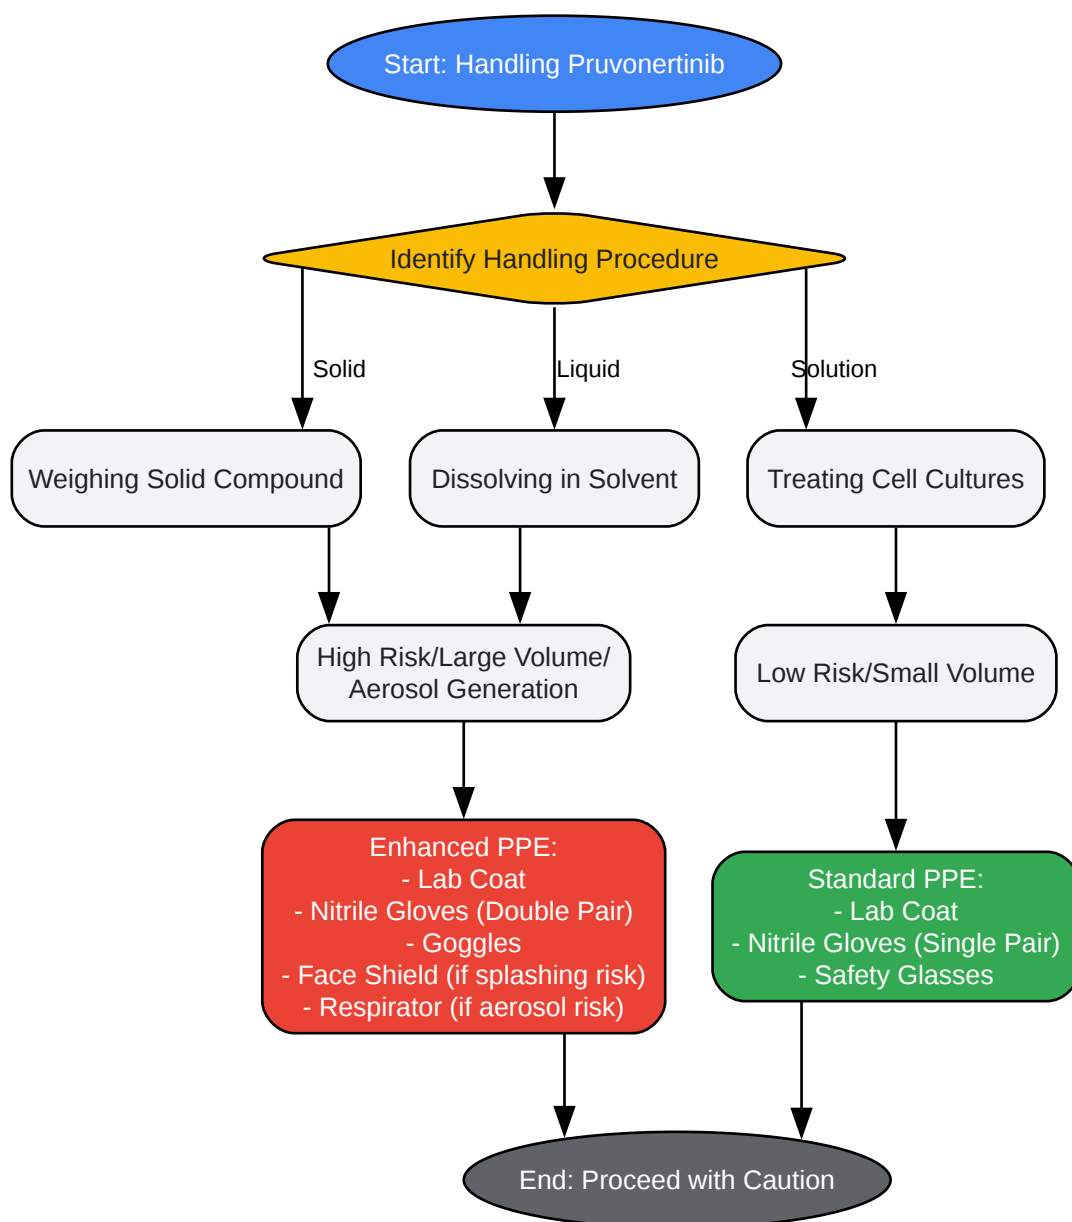 Start: Handling Pruvonertinib
Identify Handling Procedure
Solid
Liquid
Solution
Weighing Solid Compound
Dissolving in Solvent
Treating Cell Cultures
High Risk/Large Volume/
Aerosol Generation
Low Risk/Small Volume
Enhanced PPE:
- Lab Coat
- Nitrile Gloves (Double Pair)
- Goggles
- Face Shield (if splashing risk)
- Respirator (if aerosol risk)
Standard PPE:
- Lab Coat
- Nitrile Gloves (Single Pair)
- Safety Glasses
End: Proceed with Caution